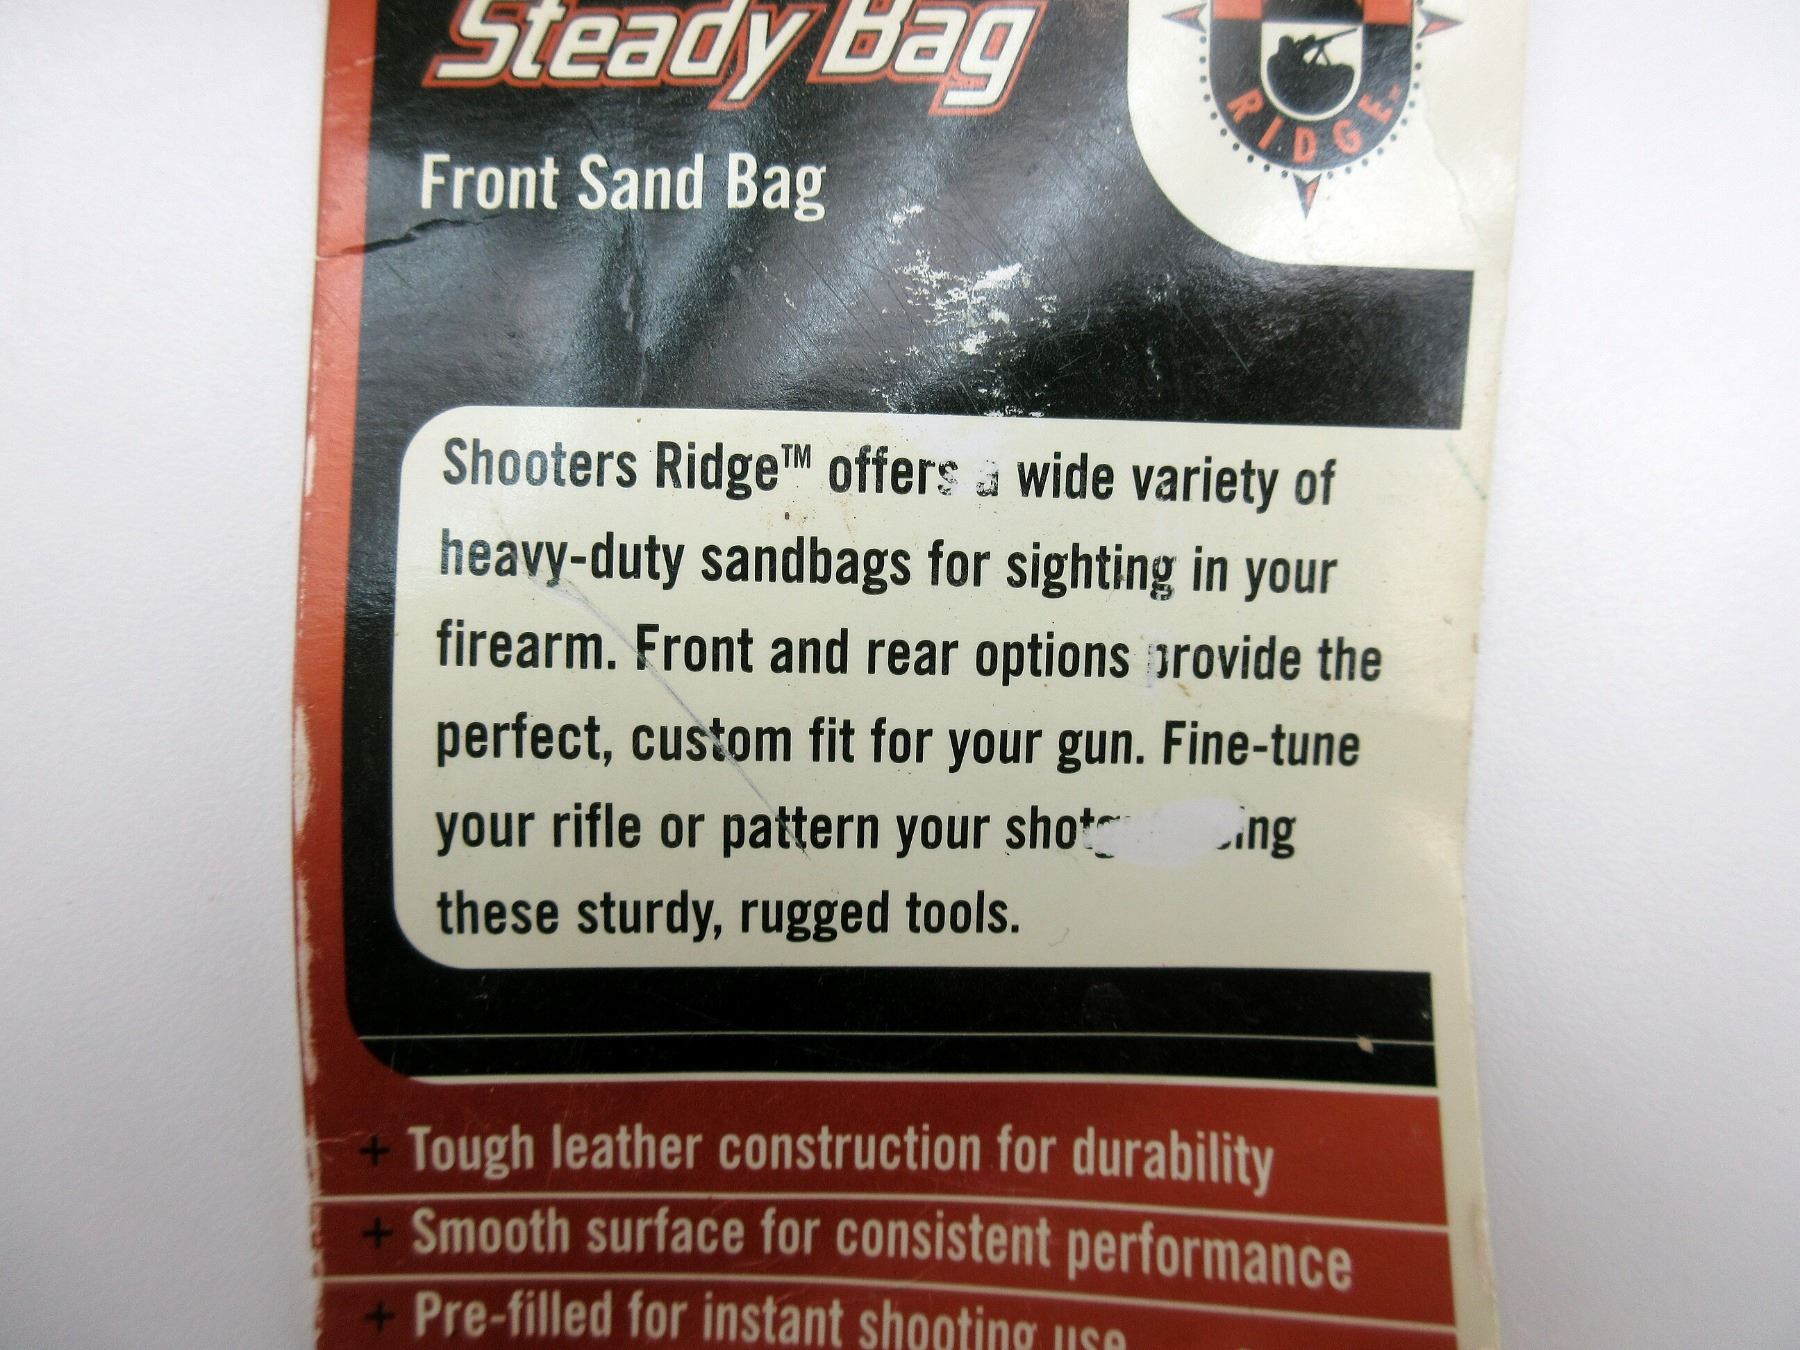 Steady Bag
RIDGE
Front Sand Bag
Shooters Ridge™ offers a wide variety of
heavy-duty sandbags for sighting in your
firearm. Front and rear options provide the
perfect, custom fit for your gun. Fine-tune
your rifle or pattern your
these sturdy, rugged tools.
+ Tough leather construction for durability
+ Smooth surface for consistent performance
+ Pre-filled for instant shooting use